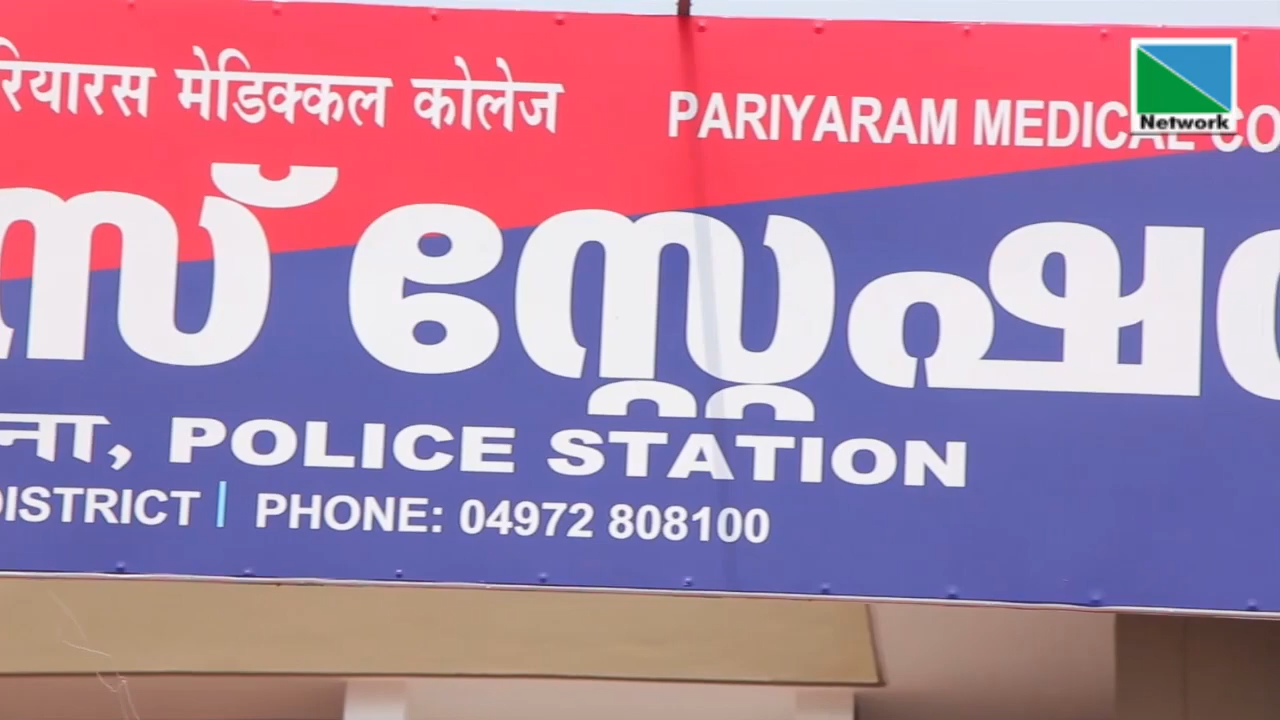 रियारस मेडिक्कल कोलेज PARIYARAM MEDICAL CO
Network
സ് സ്റ്റേഷ
ना, POLICE STATION
DISTRICT | PHONE: 04972 808100